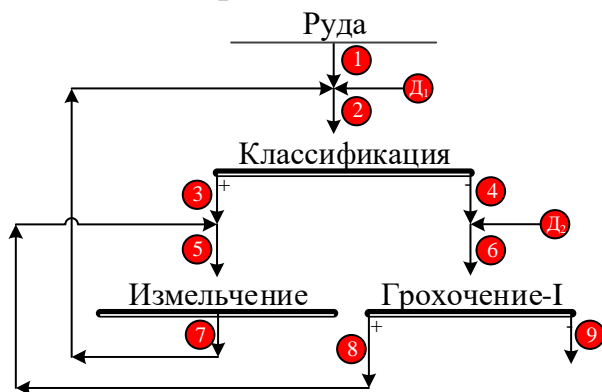 Руда
1
Д₁
2
Классификация
3 + - 4
Д₂
5 6
Измельчение Грохочение-I
7 + - 
8 9